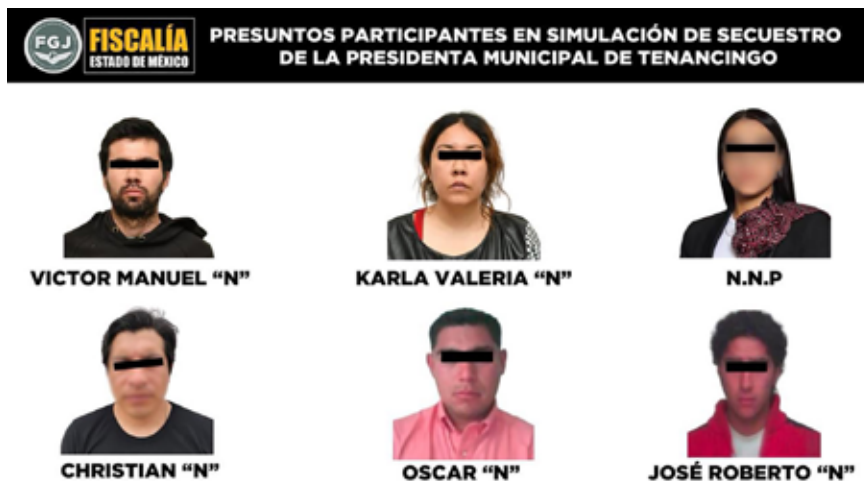 FGJ
FISCALÍA
ESTADO DE MÉXICO
PRESUNTOS PARTICIPANTES EN SIMULACIÓN DE SECUESTRO
DE LA PRESIDENTA MUNICIPAL DE TENANCINGO
VICTOR MANUEL “N”
KARLA VALERIA “N”
N.N.P
CHRISTIAN “N”
OSCAR “N”
JOSÉ ROBERTO “N”